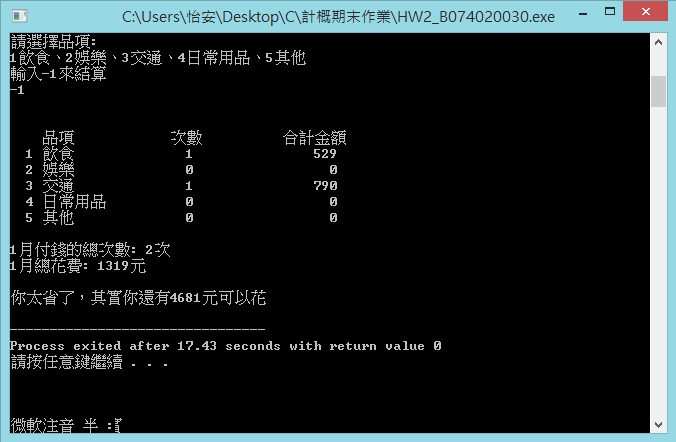 C:\Users\怡安\Desktop\C\計概期末作業\HW2_B074020030.exe
請選擇品項:
1飲食、2娛樂、3交通、4日常用品、5其他
輸入-1來結算
-1
品項 次數 合計金額
1 飲食 1 529
2 娛樂 0 0
3 交通 1 790
4 日常用品 0 0
5 其他 0 0
1月付錢的總次數: 2次
1月總花費: 1319元
你太省了，其實你還有4681元可以花
--------------------------------
Process exited after 17.43 seconds with return value 0
請按任意鍵繼續 . . .
微軟注音 半 :